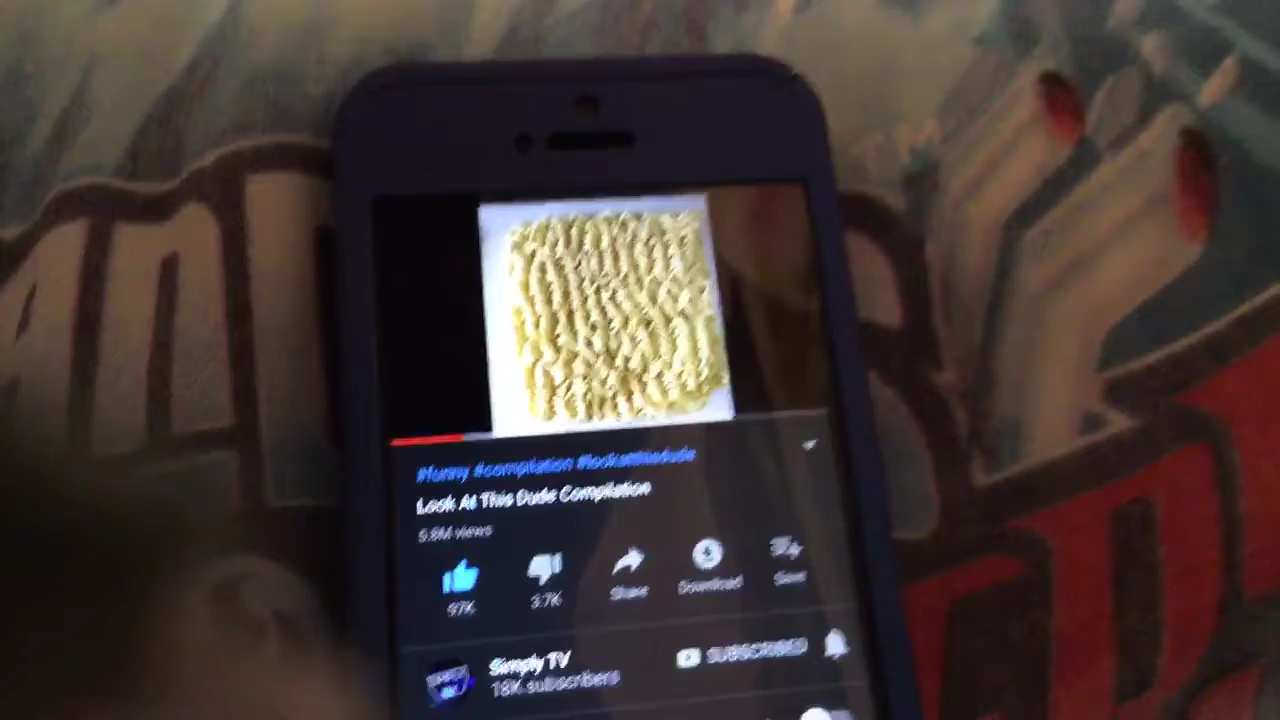 #funny #compilation #lookatthisdude
Look At This Dude Compilation
5.8M views
97K
3.7K
Share
Download
Save
Simply TV
SUBSCRIBED
18K subscribers